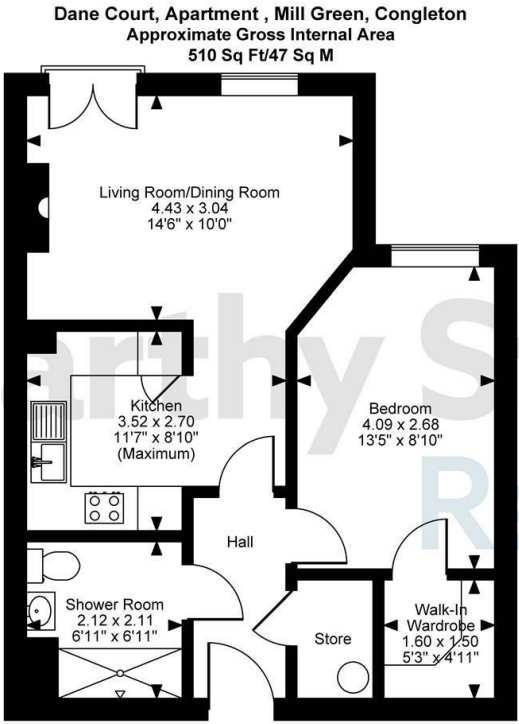 Dane Court, Apartment , Mill Green, Congleton
Approximate Gross Internal Area
510 Sq Ft/47 Sq M
Living Room/Dining Room
4.43 x 3.04
14'6" x 10'0"
arthy S
Kitchen
3.52 x 2.70
11'7" x 8'10"
(Maximum)
Bedroom
4.09 x 2.68
13'5" x 8'10"
R
Hall
Shower Room
2.12 x 2.11
6'11" x 6'11"
Store
Walk-In
Wardrobe
1.60 x 1.50
5'3" x 4'11"